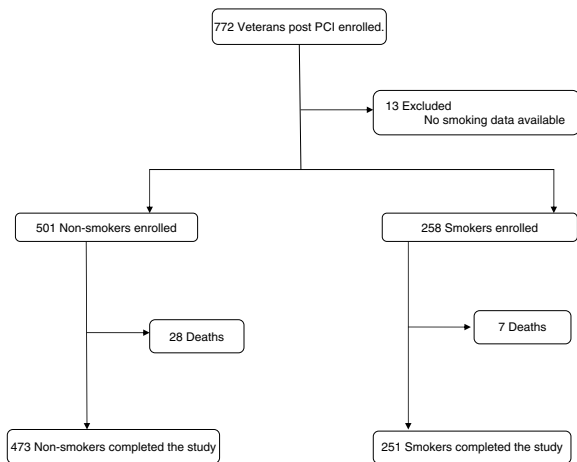 772 Veterans post PCI enrolled.
13 Excluded
No smoking data available
501 Non-smokers enrolled
258 Smokers enrolled
28 Deaths
7 Deaths
473 Non-smokers completed the study
251 Smokers completed the study